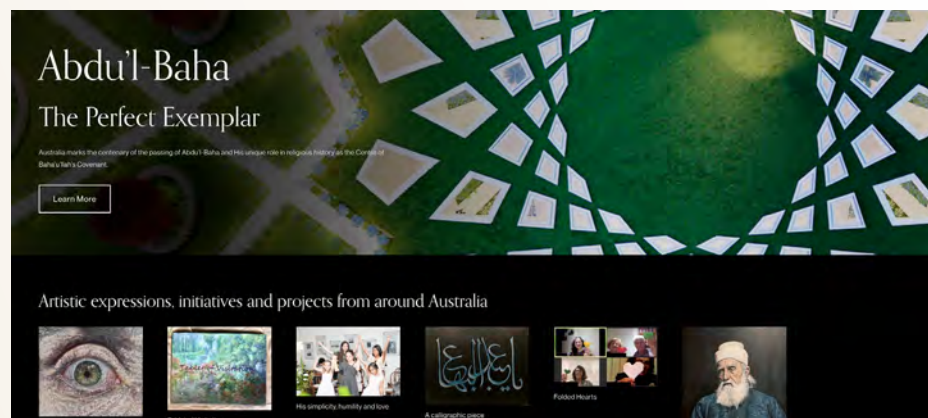 Abdu'l-Baha
The Perfect Exemplar
Australia marks the centenary of the passing of Abdu'l-Baha and His unique role in religious history as the Centre of
Baha'u'llah's Covenant.
Learn More
Artistic expressions, initiatives and projects from around Australia
His simplicity, humility and love
Folded Hearts
A calligraphic piece